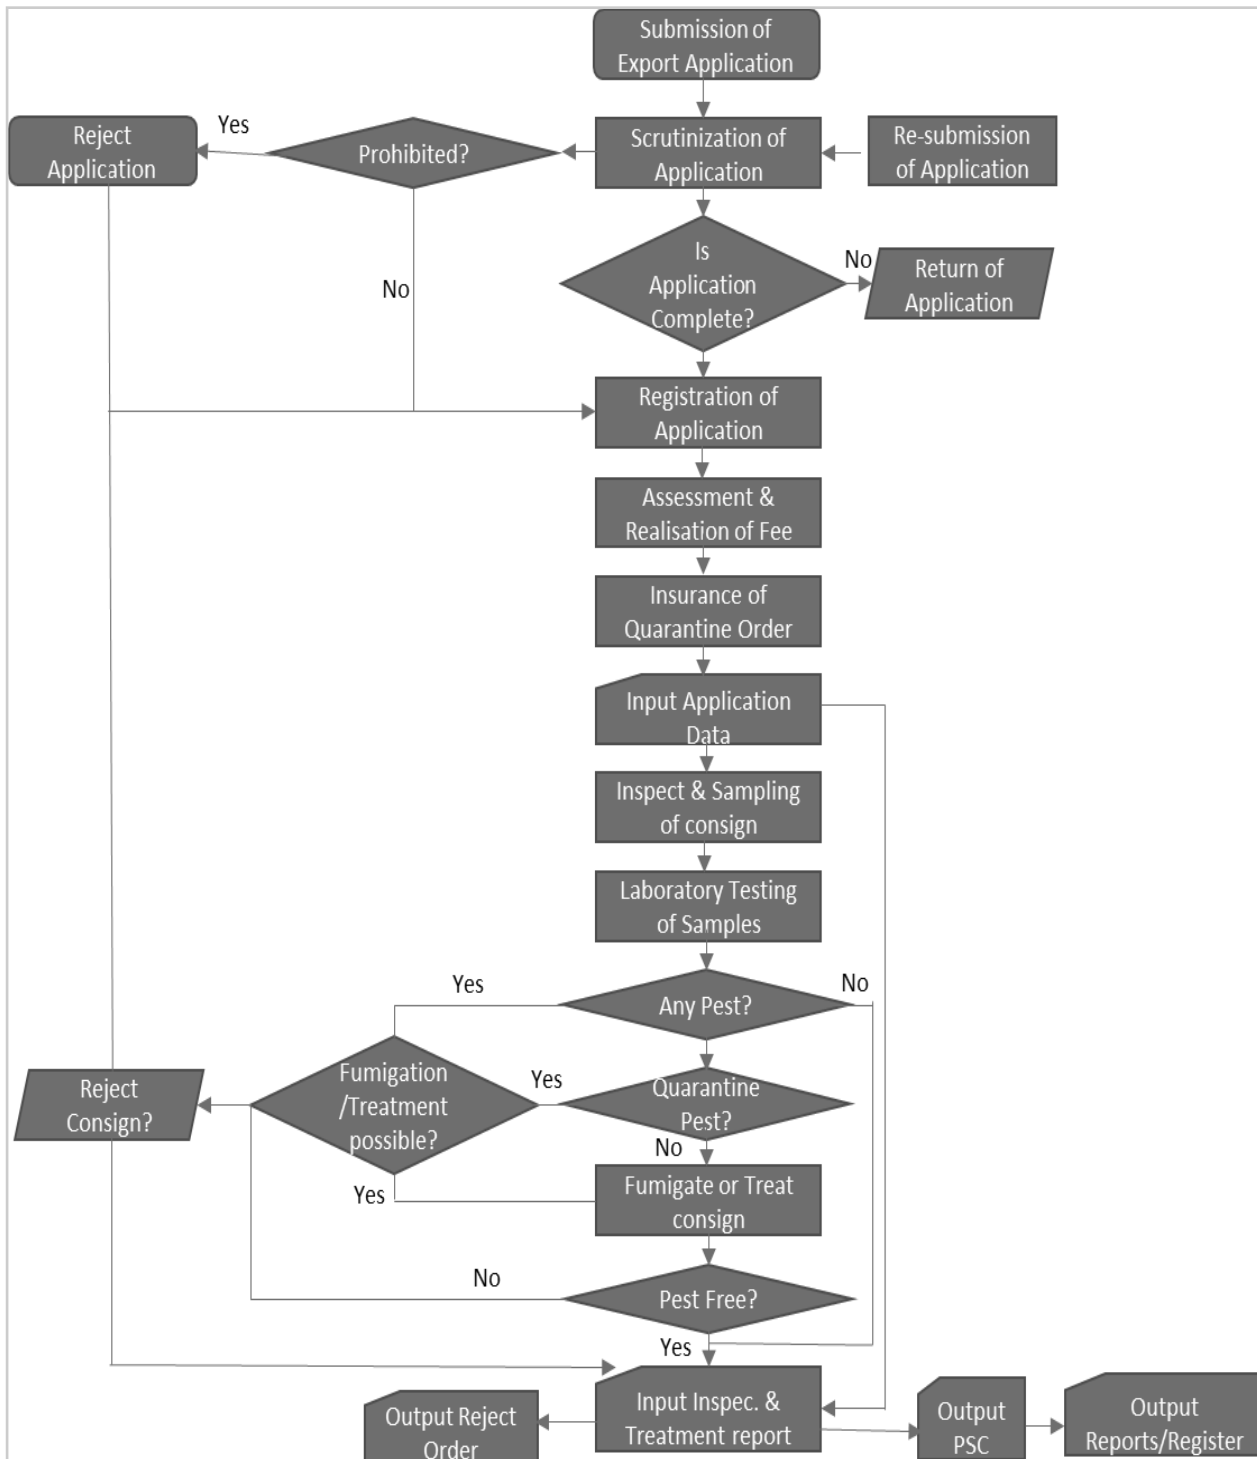 Submission of
Export Application
Reject
Application
Yes
Prohibited?
Scrutinization of
Application
Re-submission
of Application
Is
Application
Complete?
No
Return of
Application
No
Registration of
Application
Assessment &
Realisation of Fee
Insurance of
Quarantine Order
Input Application
Data
Inspect & Sampling
of consign
Laboratory Testing
of Samples
Yes
Any Pest?
No
Reject
Consign?
Fumigation
/Treatment
possible?
Yes
Quarantine
Pest?
No
Yes
Fumigate or Treat
consign
No
Pest Free?
Yes
Output Reject
Order
Input Inspec. &
Treatment report
Output
PSC
Output
Reports/Register